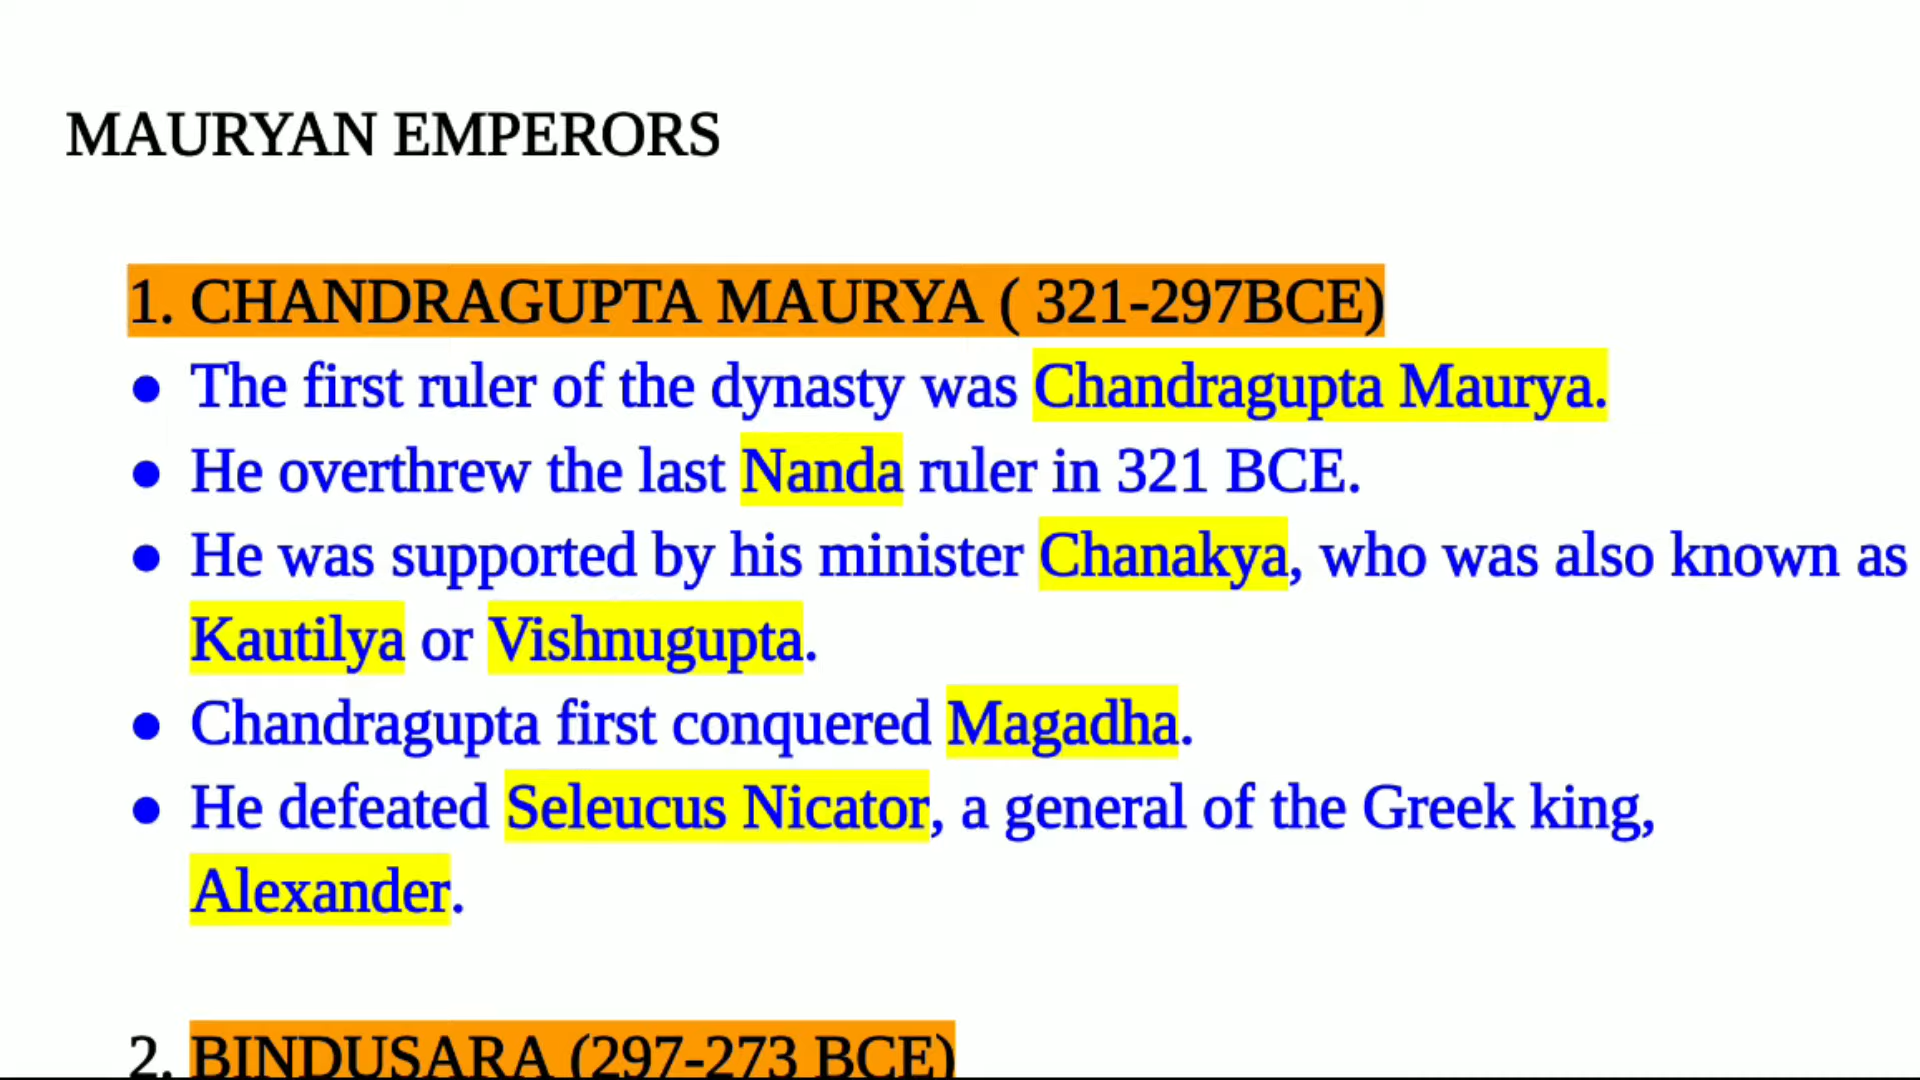 MAURYAN EMPERORS
1. CHANDRAGUPTA MAURYA ( 321-297BCE)
● The first ruler of the dynasty was Chandragupta Maurya.
● He overthrew the last Nanda ruler in 321 BCE.
● He was supported by his minister Chanakya, who was also known as
Kautilya or Vishnugupta.
● Chandragupta first conquered Magadha.
● He defeated Seleucus Nicator, a general of the Greek king,
Alexander.
2. BINDUSARA (297-273 BCE)